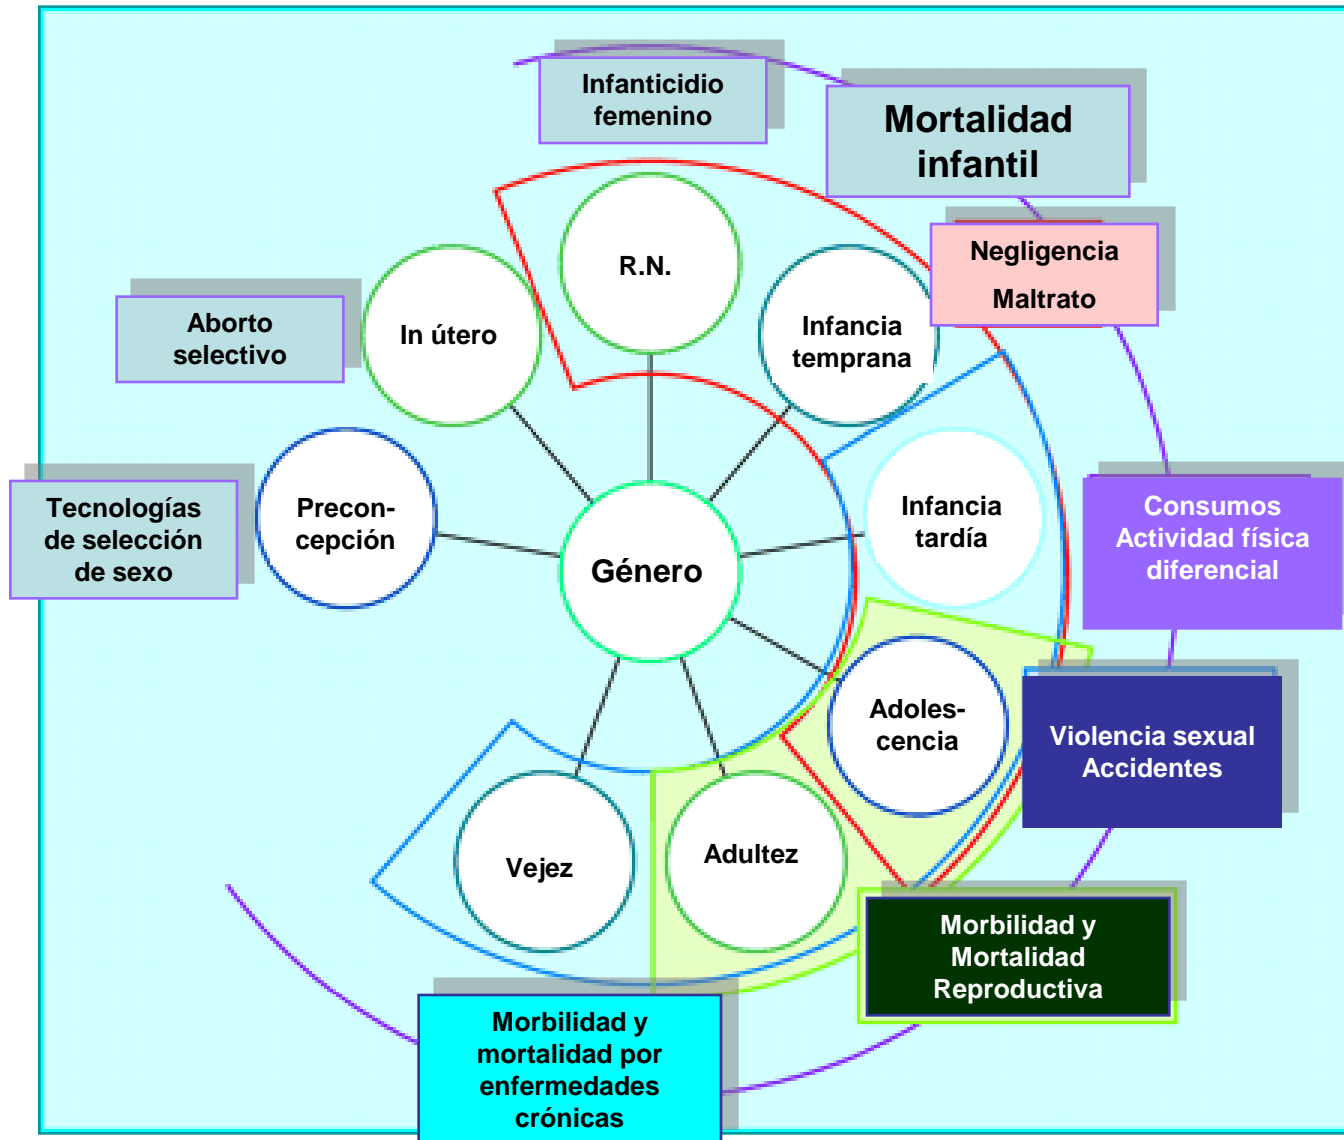 Infanticidio
femenino
Mortalidad
infantil
Negligencia
Maltrato
R.N.
In útero
Infancia
temprana
Aborto
selectivo
Tecnologías
de selección
de sexo
Precon-
cepción
Género
Infancia
tardía
Consumos
Actividad física
diferencial
Adoles-
cencia
Violencia sexual
Accidentes
Vejez
Adultez
Morbilidad y
Mortalidad
Reproductiva
Morbilidad y
mortalidad por
enfermedades
crónicas